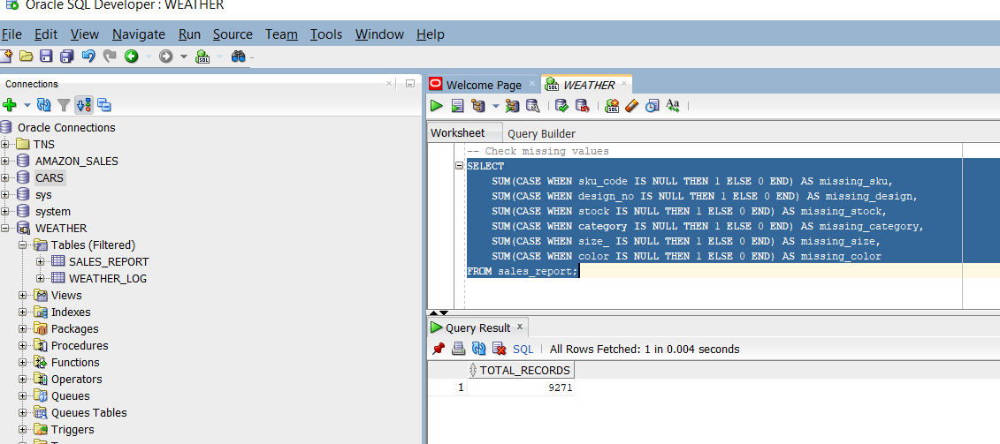 Oracle SQL Developer : WEATHER
File Edit View Navigate Run Source Team Tools Window Help
SQL
Connections
Oracle Connections
TNS
AMAZON_SALES
CARS
sys
system
WEATHER
Tables (Filtered)
SALES_REPORT
WEATHER_LOG
Views
Indexes
Packages
Procedures
Functions
Operators
Queues
Queues Tables
Triggers
Welcome Page WEATHER
Aa
Worksheet Query Builder
-- Check missing values
SELECT
SUM(CASE WHEN sku_code IS NULL THEN 1 ELSE 0 END) AS missing_sku,
SUM(CASE WHEN design_no IS NULL THEN 1 ELSE 0 END) AS missing_design,
SUM(CASE WHEN stock IS NULL THEN 1 ELSE 0 END) AS missing_stock,
SUM(CASE WHEN category IS NULL THEN 1 ELSE 0 END) AS missing_category,
SUM(CASE WHEN size_ IS NULL THEN 1 ELSE 0 END) AS missing_size,
SUM(CASE WHEN color IS NULL THEN 1 ELSE 0 END) AS missing_color
FROM sales_report;
Query Result
SQL | All Rows Fetched: 1 in 0.004 seconds
TOTAL_RECORDS
1 9271